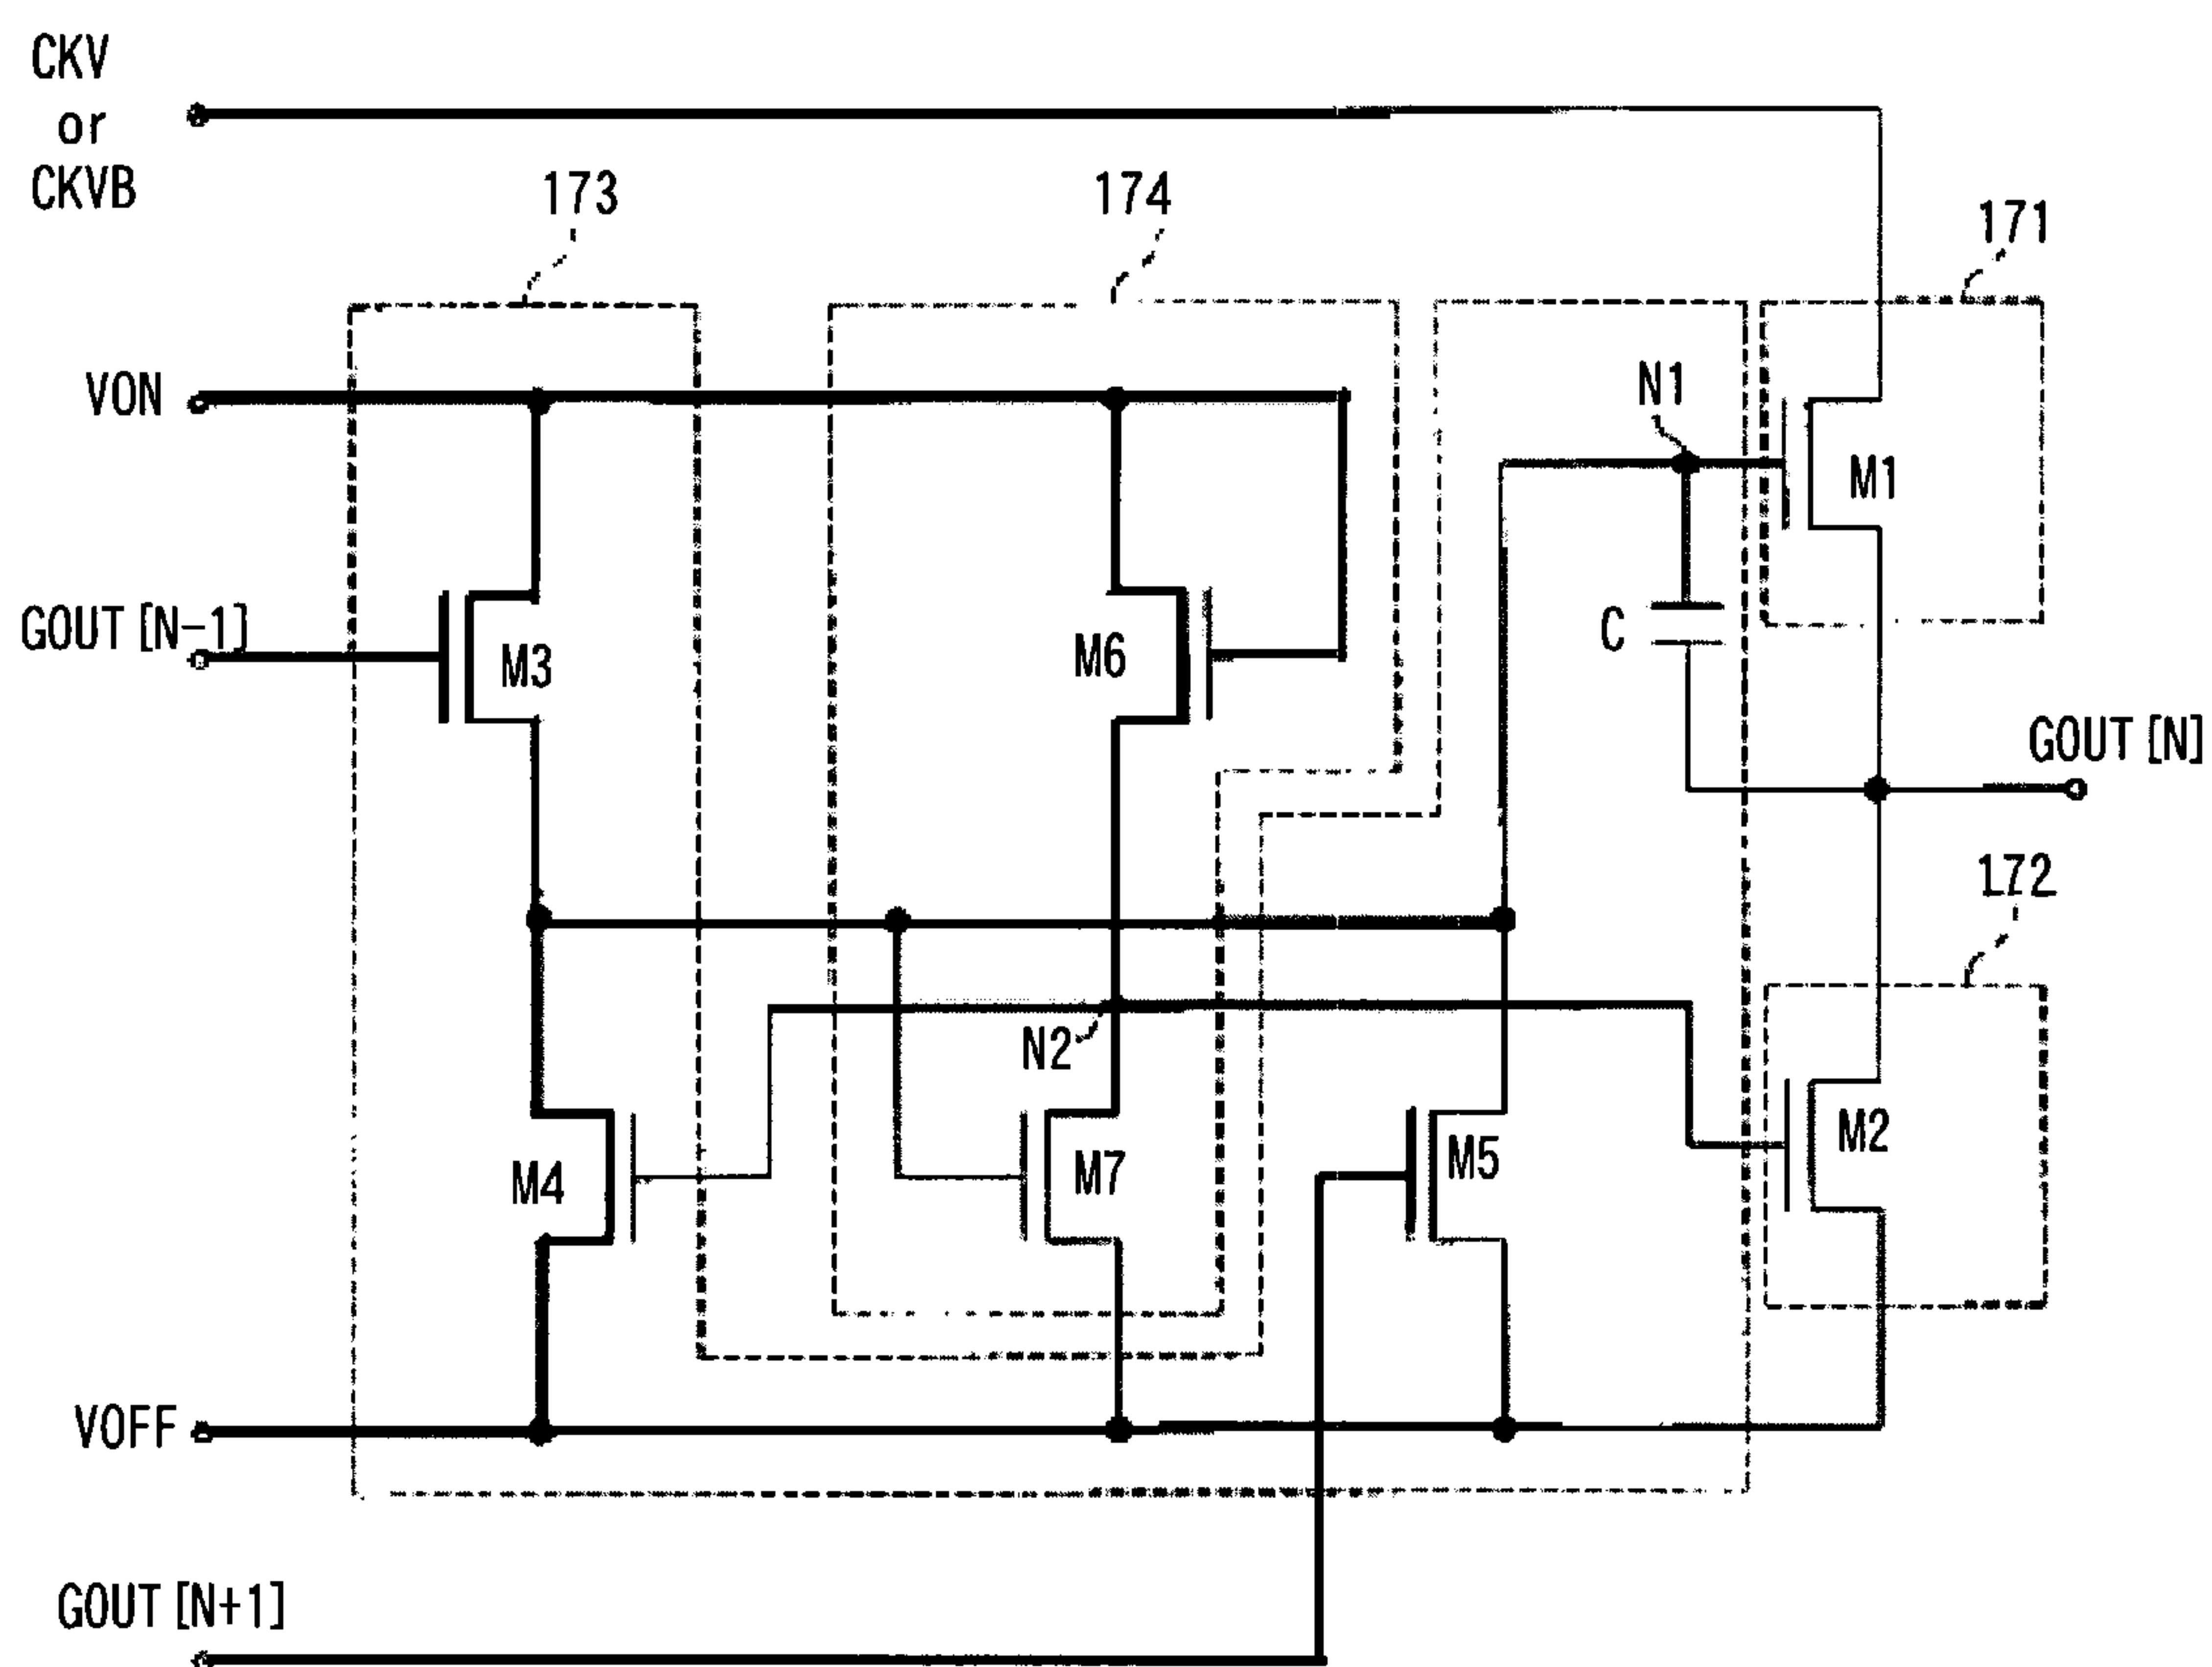 CKV
or
CKVB
173
174
171
VON
N1
M1
GOUT [N-1]
M3
M6
C
GOUT [N]
172
N2
M4
M7
M5
M2
VOFF
GOUT [N+1]